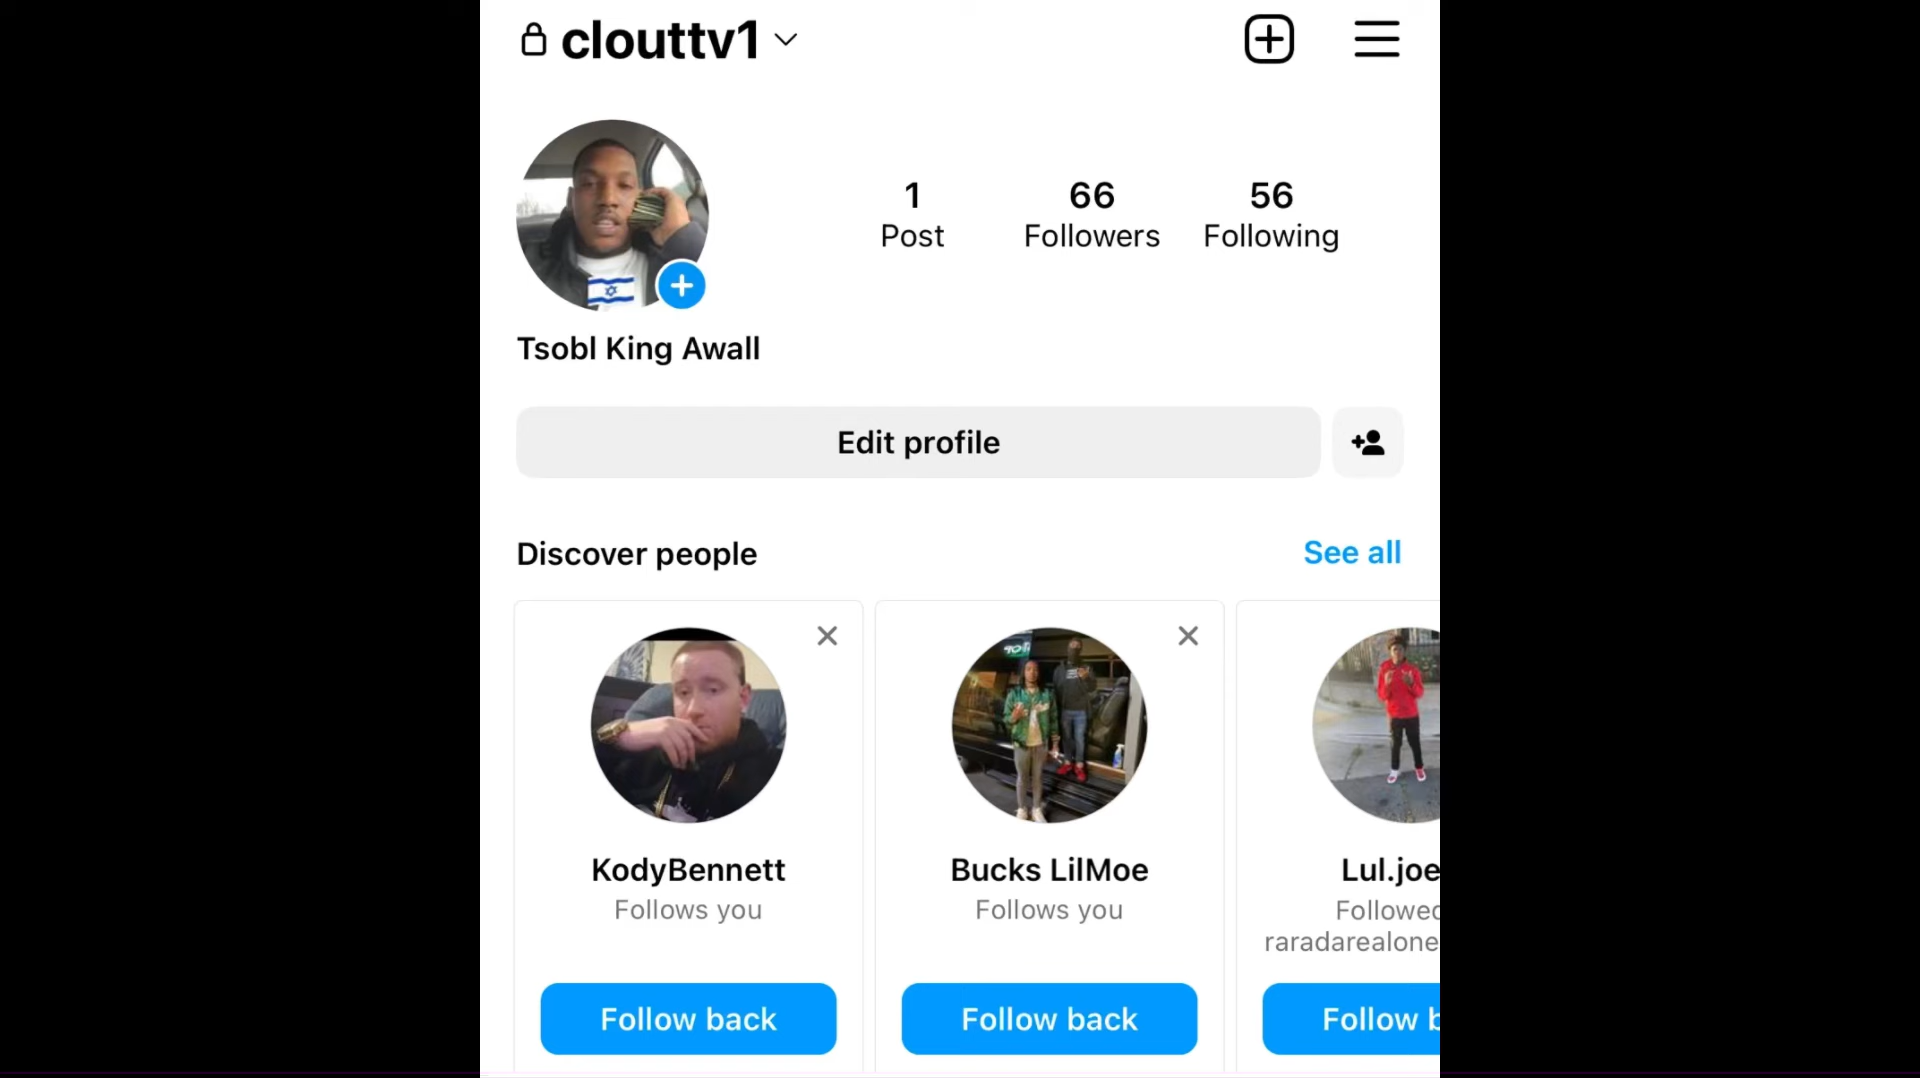 clouttv1
1
Post
66
Followers
56
Following
Tsobl King Awall
Edit profile
Discover people
See all
KodyBennett
Follows you
Follow back
Bucks LilMoe
Follows you
Follow back
Lul.joe
Followed
raradarealone
Follow b